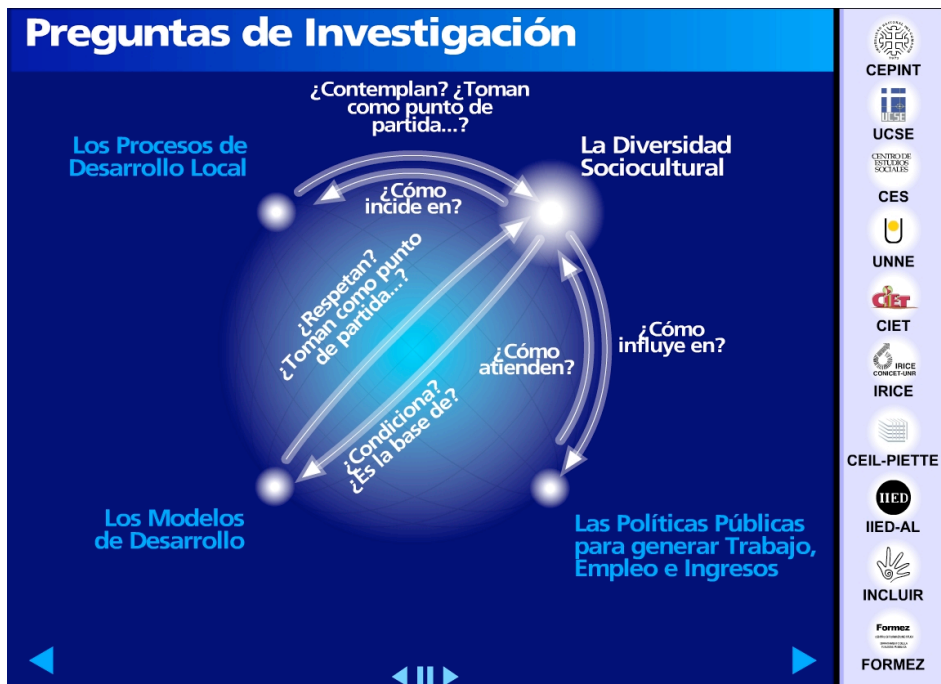 Preguntas de Investigación
¿Contemplan? ¿Toman
como punto de
partida...?
Los Procesos de
Desarrollo Local
La Diversidad
Sociocultural
¿Cómo
incide en?
¿Respetan?
¿Toman como punto
de partida...?
¿Cómo
influye en?
¿Cómo
atienden?
¿Condiciona?
¿Es la base de?
Los Modelos
de Desarrollo
Las Políticas Públicas
para generar Trabajo,
Empleo e Ingresos
CEPINT
UCSE
UCSE
CENTRO DE
ESTUDIOS
SOCIALES
CES
UNNE
CIET
CIET
IRICE
CONICET-UNR
IRICE
CEIL-PIETTE
IIED
IIED-AL
INCLUIR
Formez
FORMEZ